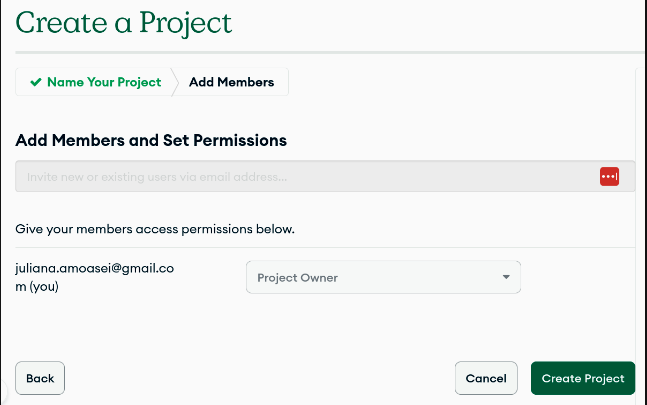 Create a Project
Name Your Project
Add Members
Add Members and Set Permissions
Invite new or existing users via email address...
Give your members access permissions below.
juliana.amoasei@gmail.co
m (you)
Project Owner
Back
Cancel
Create Project